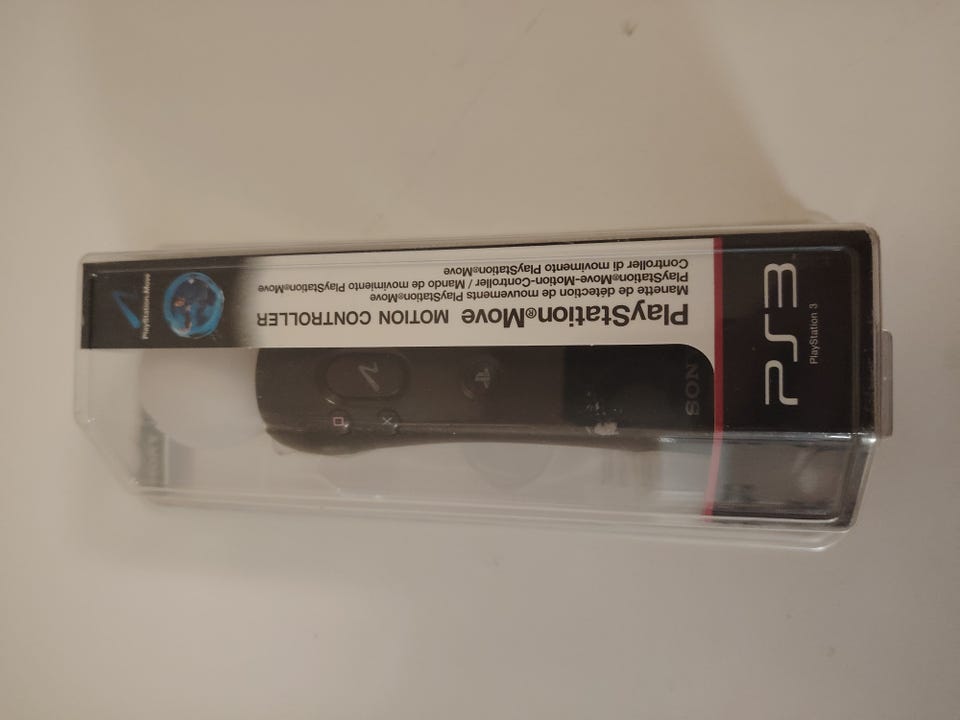 PlayStation®Move MOTION CONTROLLER
Manette de détection de mouvements PlayStation®Move
PlayStation®Move-Motion-Controller / Mando de movimiento PlayStation®Move
Controller di movimento PlayStation®Move
PlayStation®Move
PS3
PlayStation 3
SON